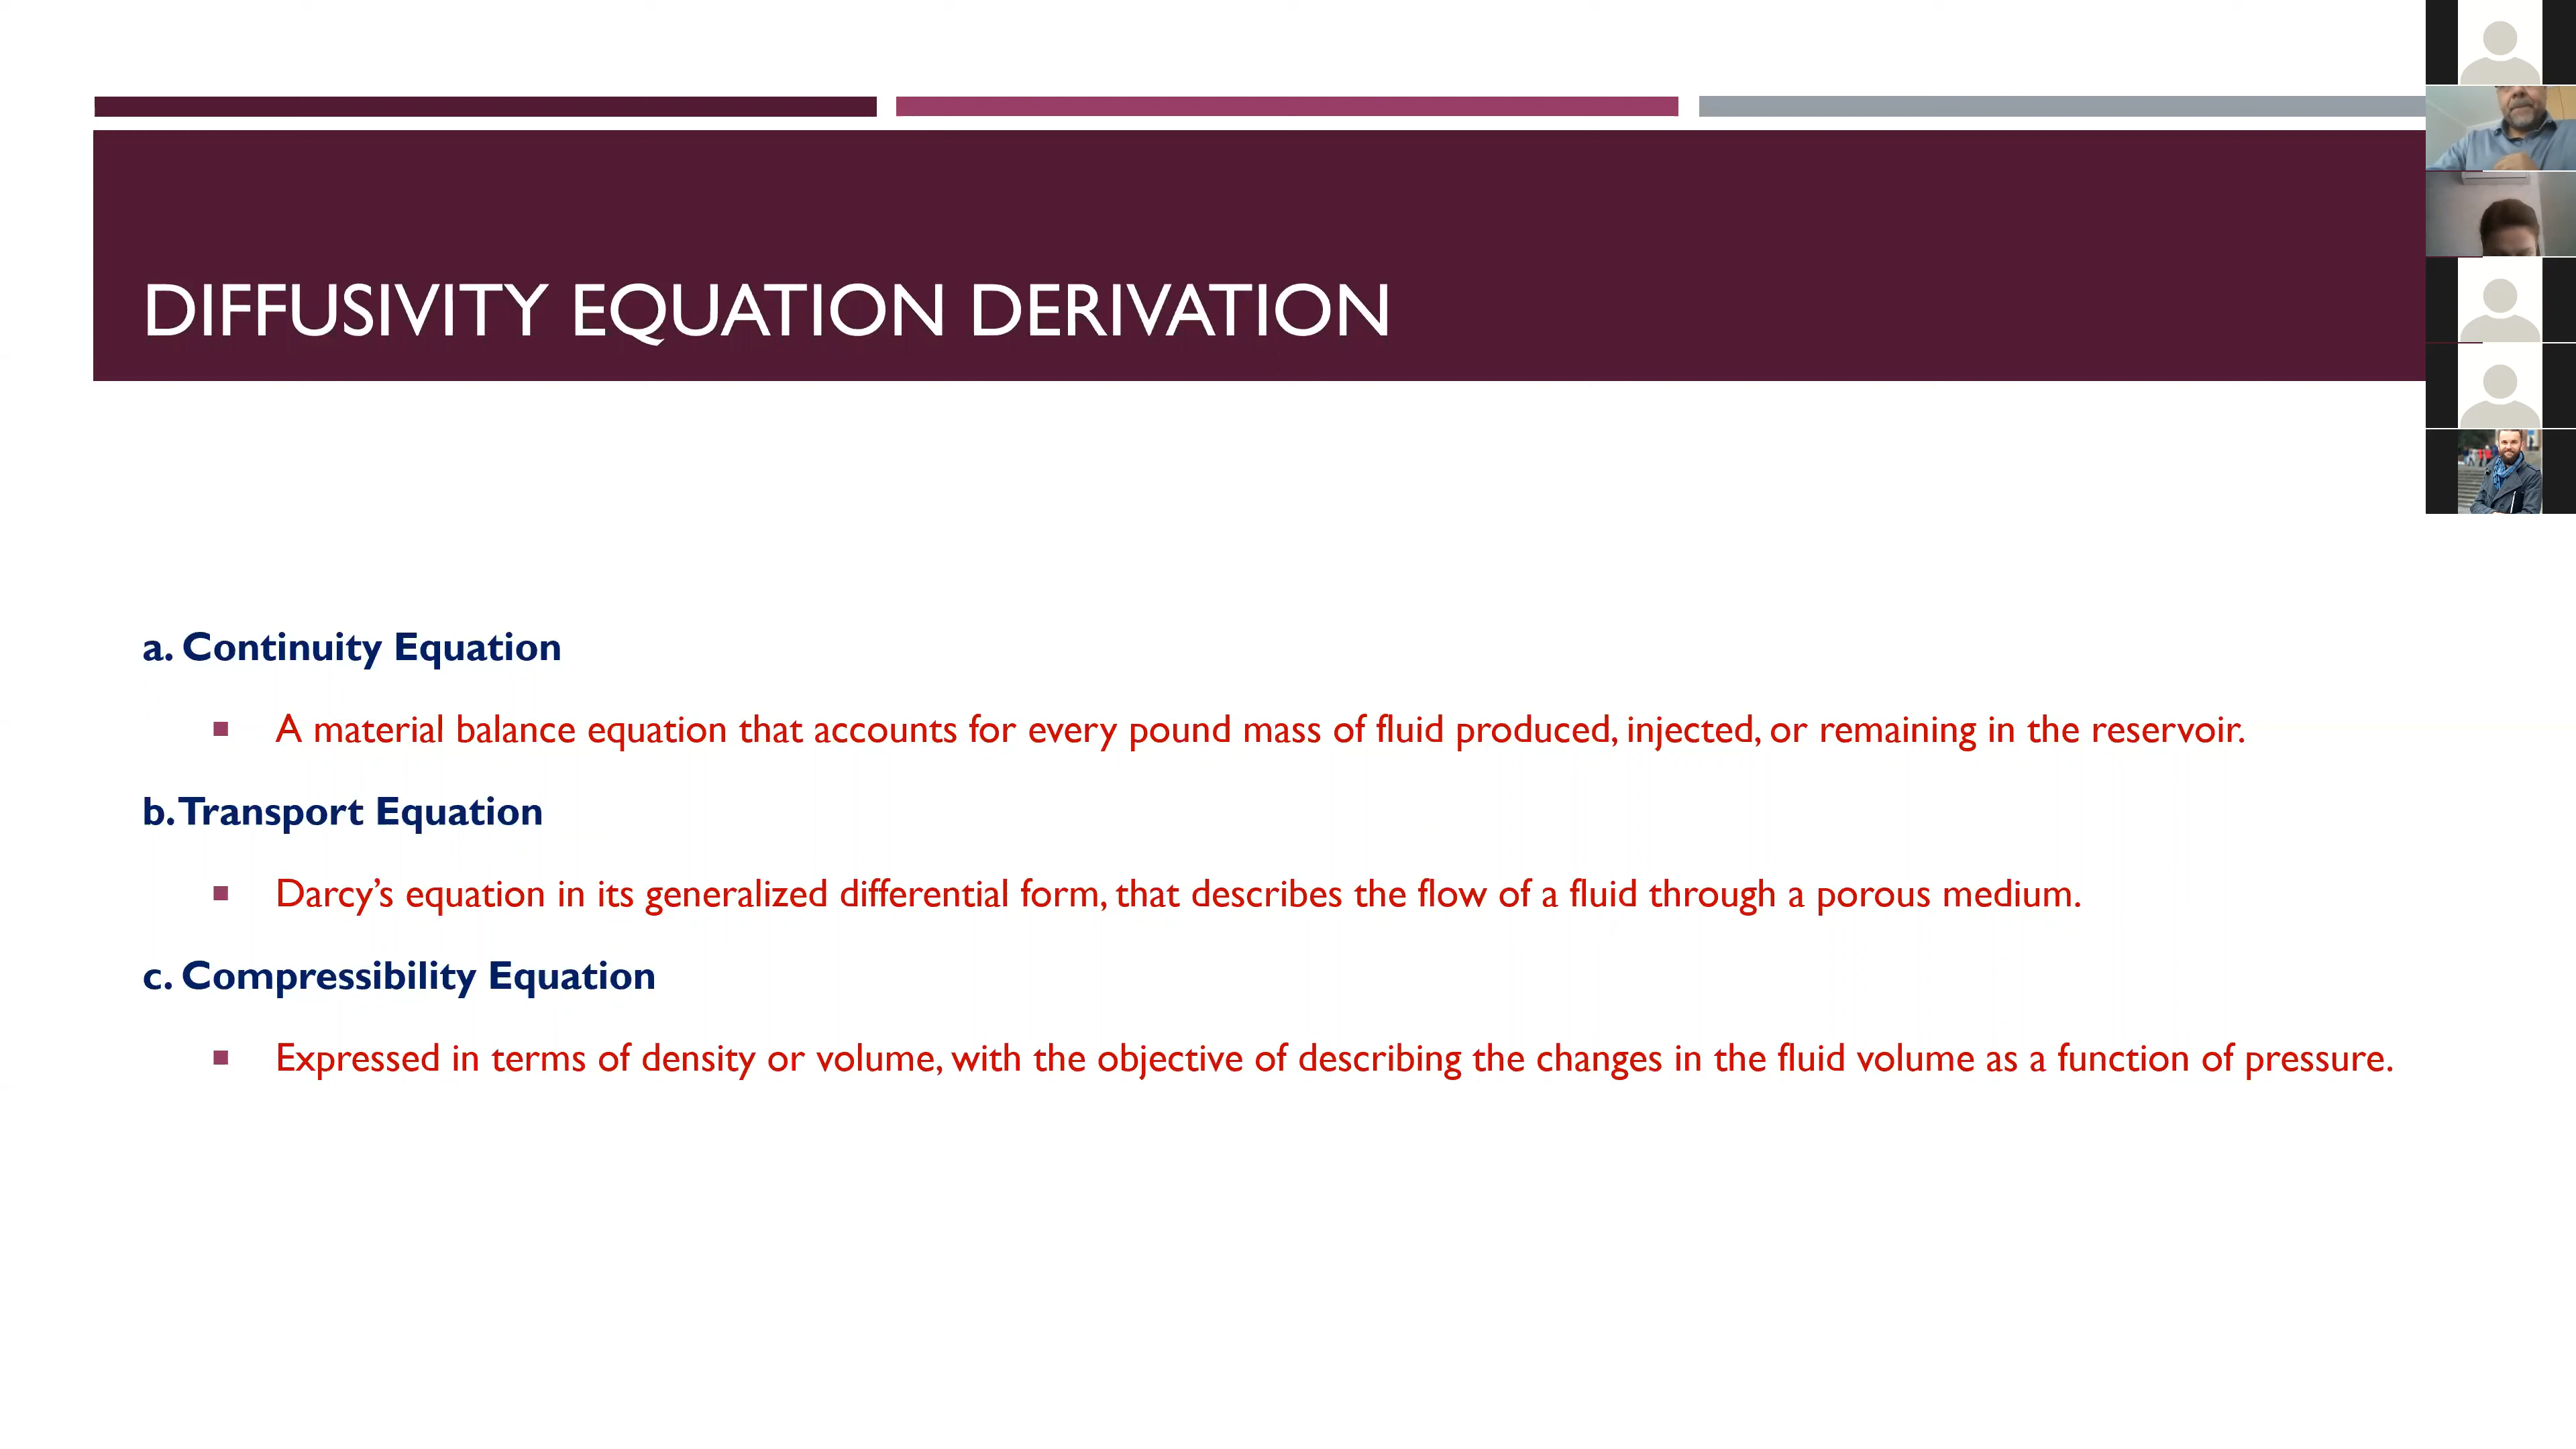 DIFFUSIVITY EQUATION DERIVATION
a. Continuity Equation
▪ A material balance equation that accounts for every pound mass of fluid produced, injected, or remaining in the reservoir.
b. Transport Equation
▪ Darcy’s equation in its generalized differential form, that describes the flow of a fluid through a porous medium.
c. Compressibility Equation
▪ Expressed in terms of density or volume, with the objective of describing the changes in the fluid volume as a function of pressure.